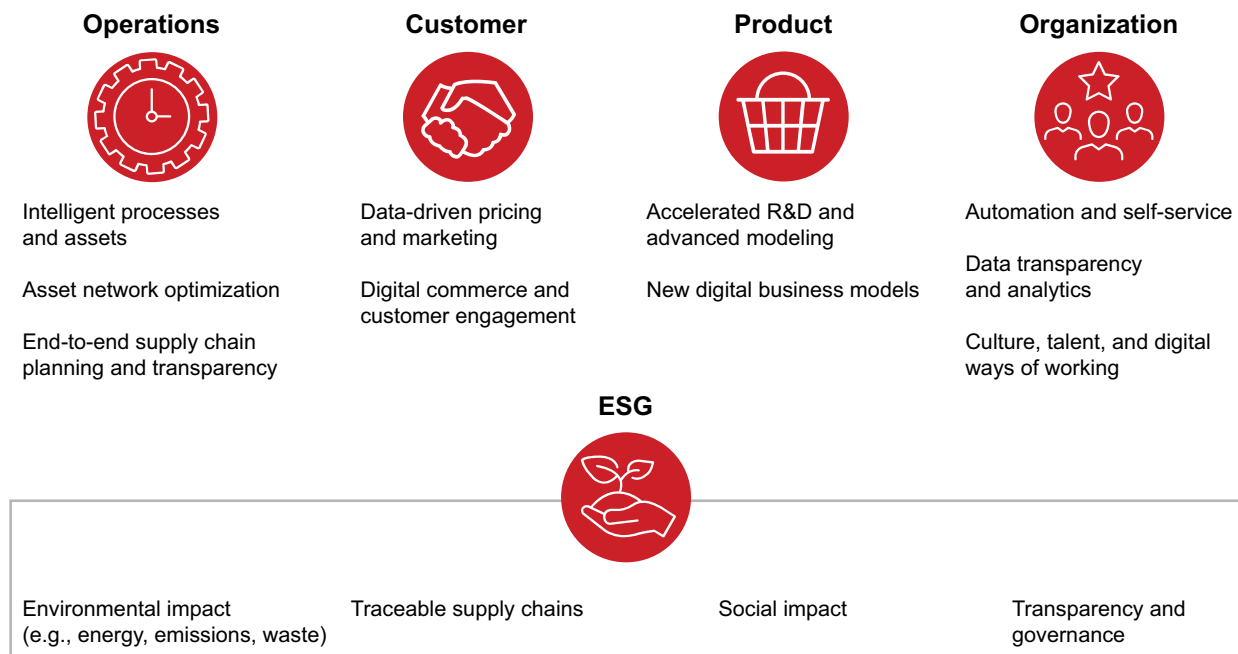 Operations
Customer
Product
Organization
Intelligent processes
and assets
Asset network optimization
End-to-end supply chain
planning and transparency
Data-driven pricing
and marketing
Digital commerce and
customer engagement
Accelerated R&D and
advanced modeling
New digital business models
Automation and self-service
Data transparency
and analytics
Culture, talent, and digital
ways of working
ESG
Environmental impact
(e.g., energy, emissions, waste)
Traceable supply chains
Social impact
Transparency and
governance